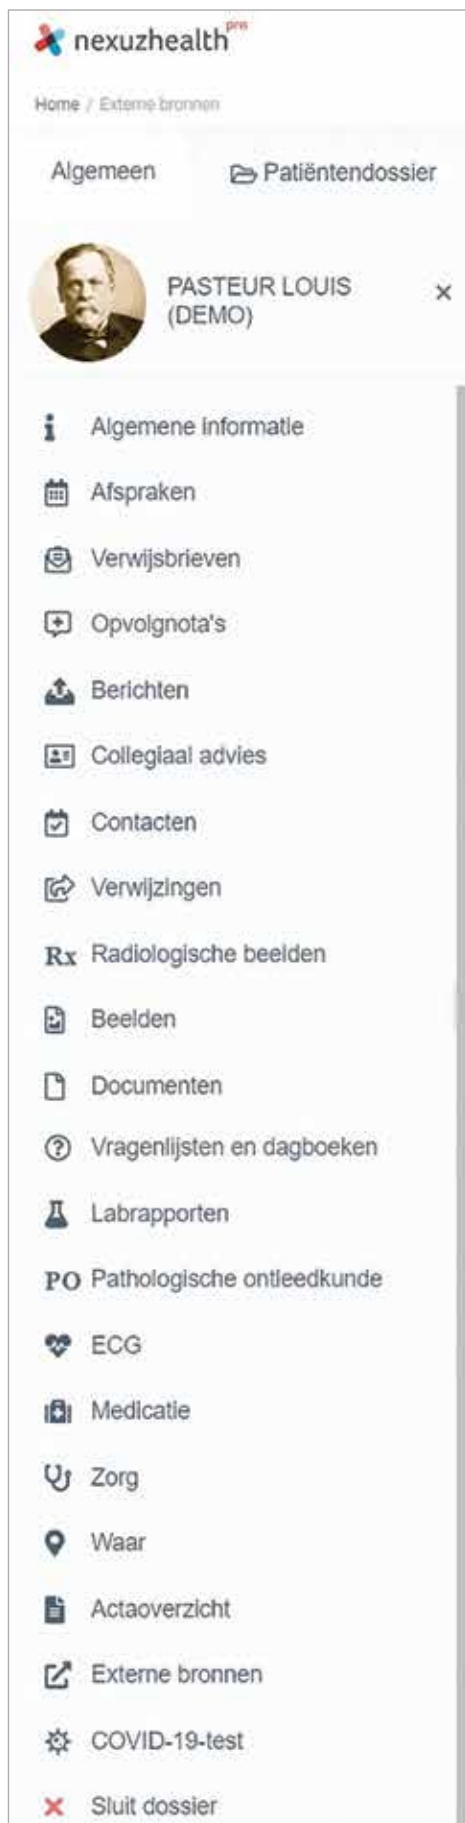 nexuzhealth pro
Home / Externe bronnen
Algemeen Patiëntendossier
PASTEUR LOUIS
(DEMO)
Algemene informatie
Afspraken
Verwijsbrieven
Opvolgnota's
Berichten
Collegiaal advies
Contacten
Verwijzingen
Rx Radiologische beelden
Beelden
Documenten
Vragenlijsten en dagboeken
Labrapporten
PO Pathologische ontleedkunde
ECG
Medicatie
Zorg
Waar
Actaoverzicht
Externe bronnen
COVID-19-test
Sluit dossier